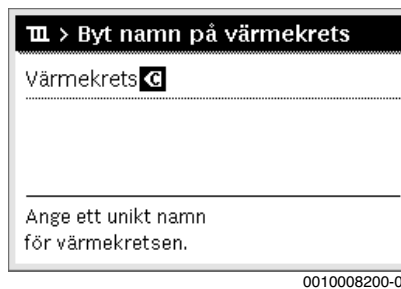 > Byt namn på värmekrets
Värmekrets C
Ange ett unikt namn
för värmekretsen.
0010008200-0